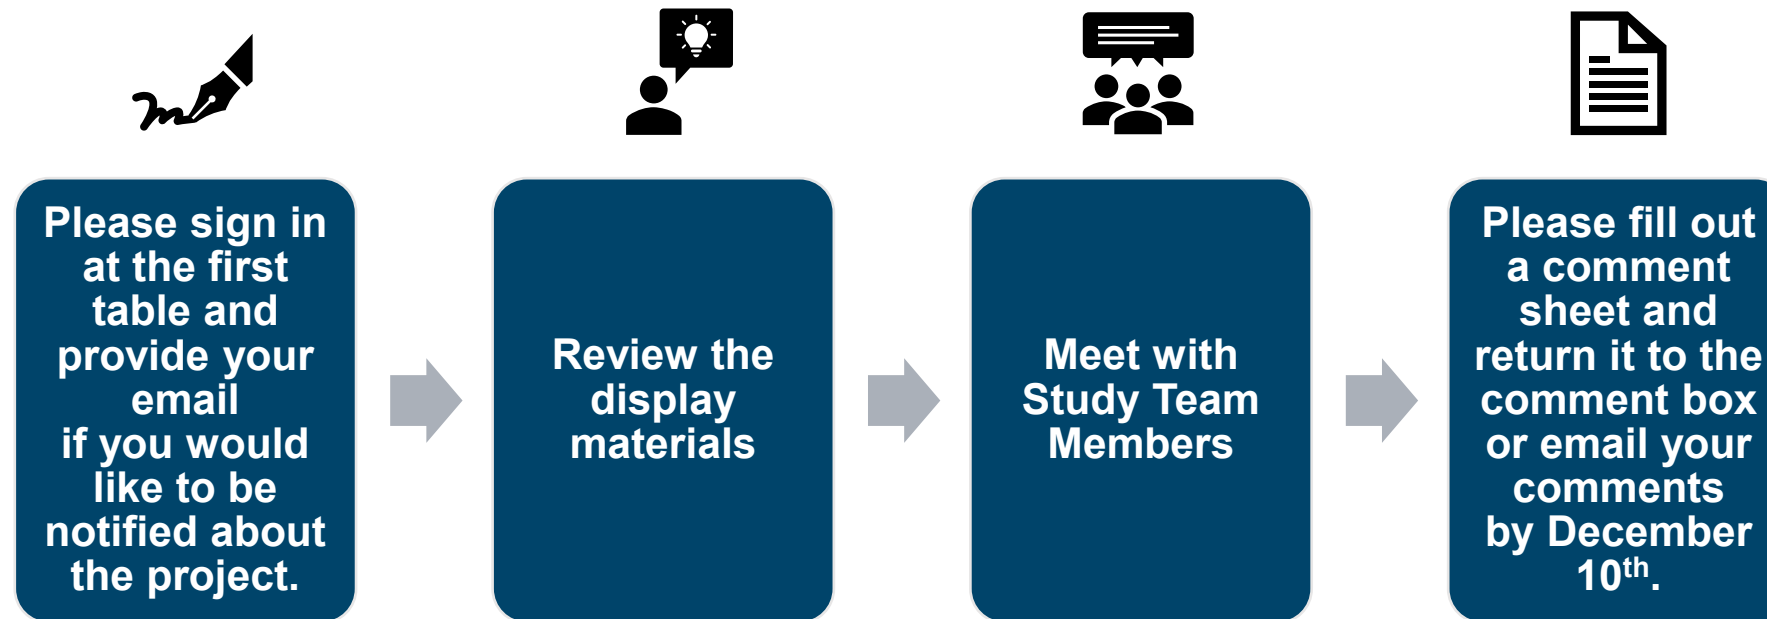 Please sign in
at the first
table and
provide your
email
if you would
like to be
notified about
the project.
Review the
display
materials
Meet with
Study Team
Members
Please fill out
a comment
sheet and
return it to the
comment box
or email your
comments
by December
10th.